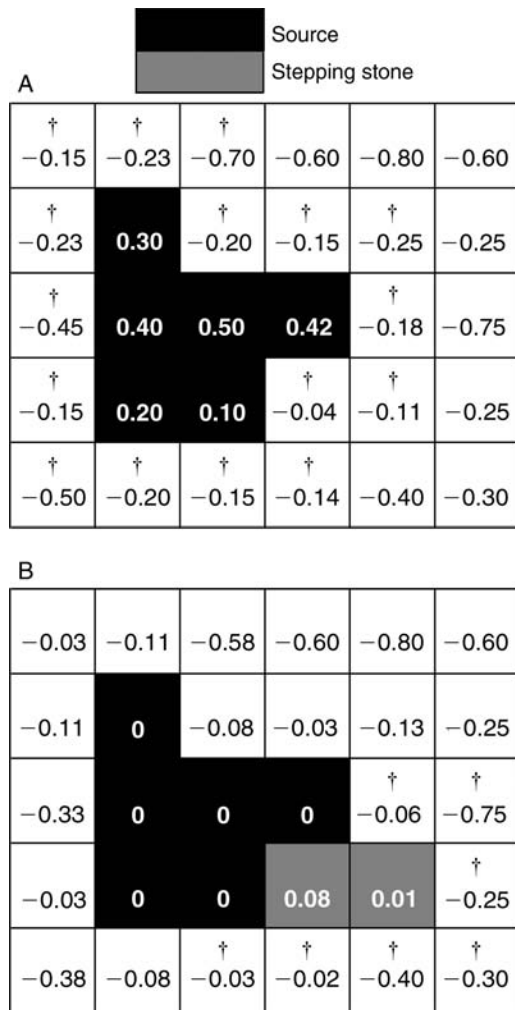 Source
Stepping stone
A
† † †
−0.15 −0.23 −0.70 −0.60 −0.80 −0.60
† † † †
−0.23 0.30 −0.20 −0.15 −0.25 −0.25
† †
−0.45 0.40 0.50 0.42 −0.18 −0.75
† † †
−0.15 0.20 0.10 −0.04 −0.11 −0.25
† † † †
−0.50 −0.20 −0.15 −0.14 −0.40 −0.30
B
−0.03 −0.11 −0.58 −0.60 −0.80 −0.60
−0.11 0 −0.08 −0.03 −0.13 −0.25
† †
−0.33 0 0 0 −0.06 −0.75
†
−0.03 0 0 0.08 0.01 −0.25
† † † †
−0.38 −0.08 −0.03 −0.02 −0.40 −0.30